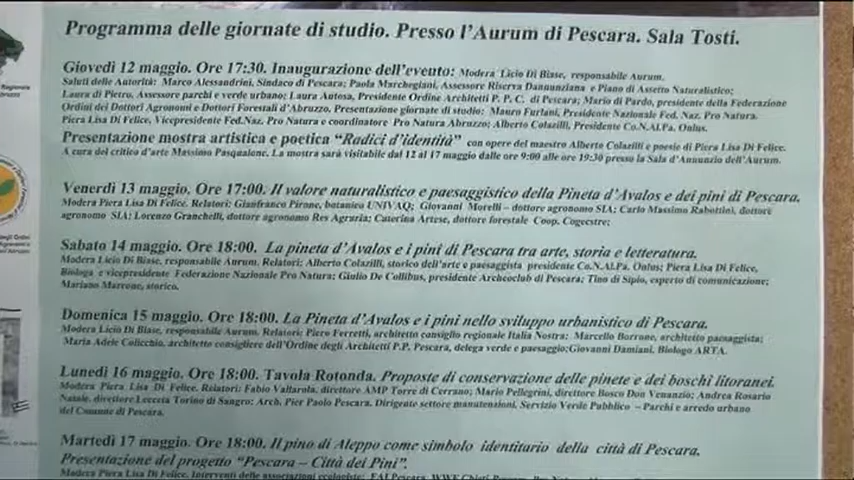 Programma delle giornate di studio. Presso l'Aurum di Pescara. Sala Tosti.
Giovedì 12 maggio. Ore 17:30. Inaugurazione dell'evento: Modera Licio Di Biase, responsabile Aurum.
Saluti delle Autorità: Marco Alessandrini, Sindaco di Pescara; Paola Marchegiani, Assessore Riserva Dannunziana e Piano di Assetto Naturalistico;
Laura di Pietro, Assessore parchi e verde urbano; Laura Antosa, Presidente Ordine Architetti P. P. C. di Pescara; Mario di Pardo, presidente della Federazione
Ordini dei Dottori Agronomi e Dottori Forestali d'Abruzzo. Presentazione giornate di studio: Mauro Furlani, Presidente Nazionale Fed. Naz. Pro Natura.
Piera Lisa Di Felice, Vicepresidente Fed.Naz. Pro Natura e coordinatore Pro Natura Abruzzo; Alberto Colazilli, Presidente Co.N.Al.Pa. Onlus.
Presentazione mostra artistica e poetica "Radici d'identità" con opere del maestro Alberto Colazilli e poesie di Piera Lisa Di Felice.
A cura del critico d'arte Massimo Pasqualone. La mostra sarà visitabile dal 12 al 17 maggio dalle ore 9:00 alle ore 19:30 presso la Sala d'Annunzio dell'Aurum.
Venerdì 13 maggio. Ore 17:00. Il valore naturalistico e paesaggistico della Pineta d'Avalos e dei pini di Pescara.
Modera Piera Lisa Di Felice. Relatori: Gianfranco Pirone, botanico UNIVAQ; Giovanni Morelli – dottore agronomo SIA; Carlo Massimo Rabottini, dottore
agronomo SIA; Lorenzo Granchelli, dottore agronomo Res Agraria; Caterina Artese, dottore forestale Coop. Cogecstre;
Sabato 14 maggio. Ore 18:00. La pineta d'Avalos e i pini di Pescara tra arte, storia e letteratura.
Modera Licio Di Biase, responsabile Aurum. Relatori: Alberto Colazilli, storico dell'arte e paesaggista presidente Co.N.Al.Pa. Onlus; Piera Lisa Di Felice,
Biologa e vicepresidente Federazione Nazionale Pro Natura; Giulio De Collibus, presidente Archeoclub di Pescara; Tino di Sipio, esperto di comunicazione;
Mariano Marrone, storico.
Domenica 15 maggio. Ore 18:00. La Pineta d'Avalos e i pini nello sviluppo urbanistico di Pescara.
Modera Licio Di Biase, responsabile Aurum. Relatori: Piero Ferretti, architetto consiglio regionale Italia Nostra; Marcello Borrone, architetto paesaggista;
Maria Adele Colicchio, architetto consigliere dell'Ordine degli Architetti P.P. Pescara, delega verde e paesaggio;Giovanni Damiani, Biologo ARTA.
Lunedì 16 maggio. Ore 18:00. Tavola Rotonda. Proposte di conservazione delle pinete e dei boschi litoranei.
Modera Piera Lisa Di Felice. Relatori: Fabio Vallarola, direttore AMP Torre di Cerrano; Mario Pellegrini, direttore Bosco Don Venanzio; Andrea Rosario
Natale, direttore Lecceta Torino di Sangro; Arch. Pier Paolo Pescara, Dirigente settore manutenzioni, Servizio Verde Pubblico – Parchi e arredo urbano
del Comune di Pescara.
Martedì 17 maggio. Ore 18:00. Il pino di Aleppo come simbolo identitario della città di Pescara.
Presentazione del progetto "Pescara – Città dei Pini".
Modera Piera Lisa Di Felice. Interventi delle associazioni ecologiste: FAI Pescara, WWF Chieti